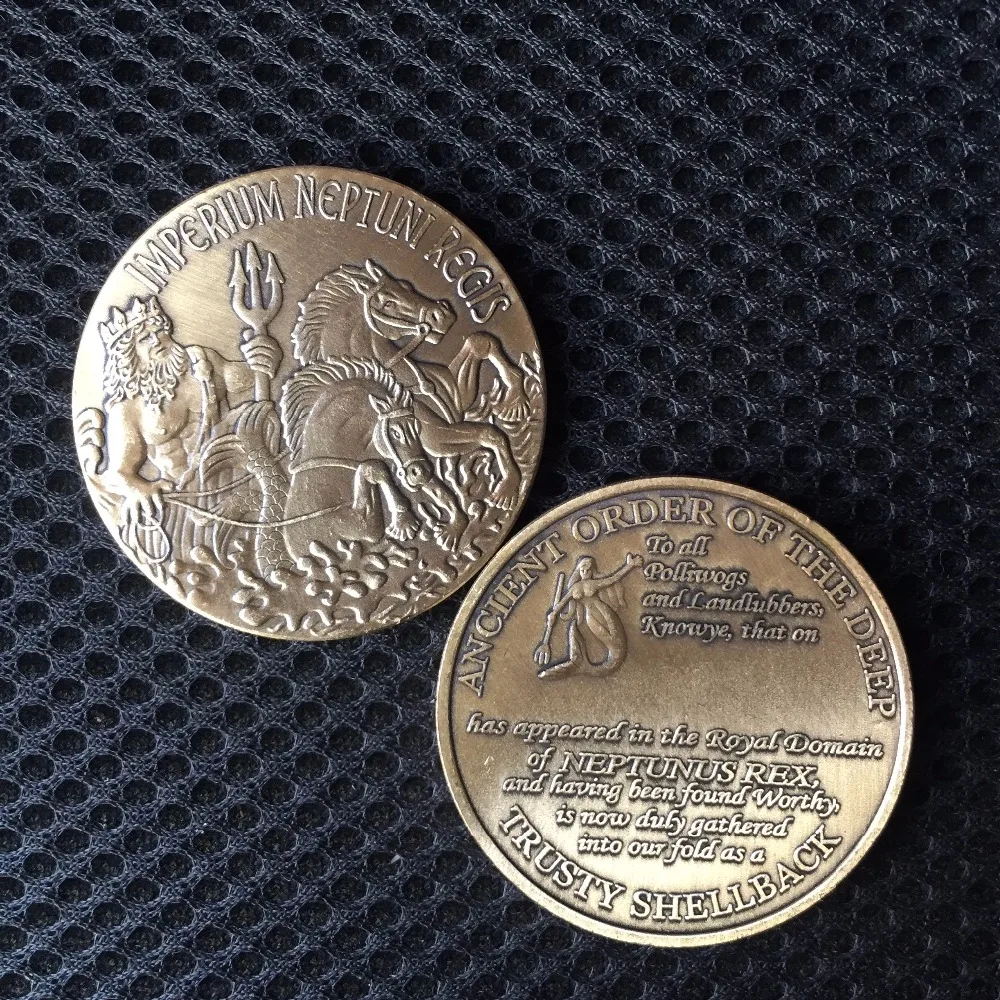 IMPERIUM NEPTUNI REGIS
ANCIENT ORDER OF THE DEEP
To all
Polliwogs
and Landlubbers,
Knowye, that on
has appeared in the Royal Domain
of NEPTUNUS REX,
and having been found Worthy,
is now duly gathered
into our fold as a
TRUSTY SHELLBACK